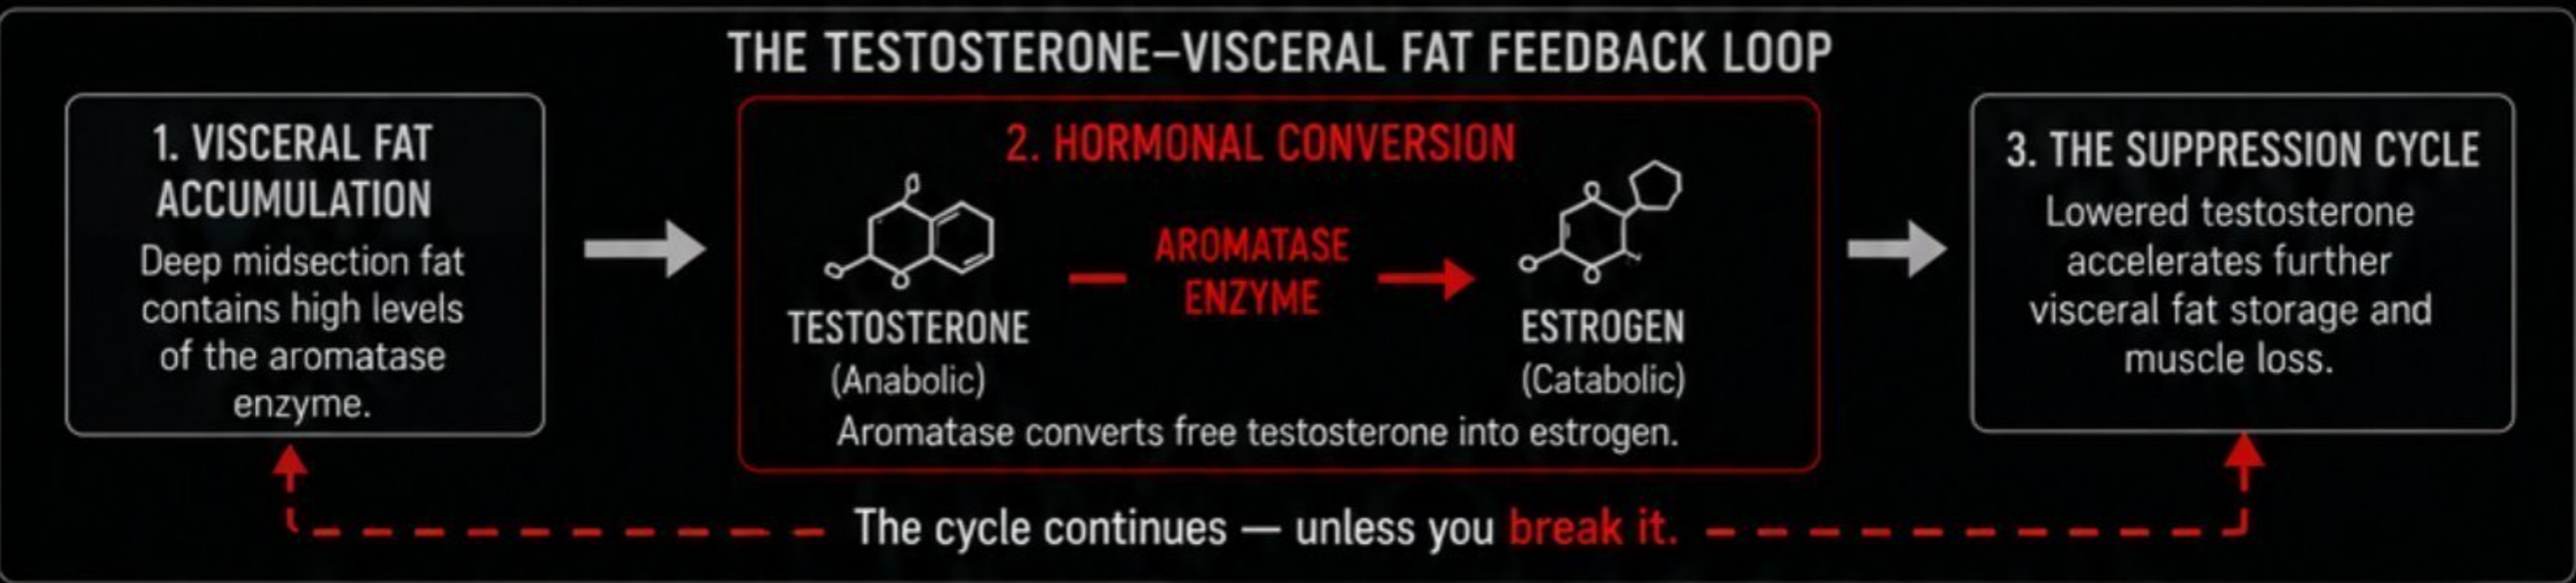 THE TESTOSTERONE–VISCERAL FAT FEEDBACK LOOP
1. VISCERAL FAT
ACCUMULATION
Deep midsection fat
contains high levels
of the aromatase
enzyme.
2. HORMONAL CONVERSION
AROMATASE
ENZYME
TESTOSTERONE
(Anabolic)
ESTROGEN
(Catabolic)
Aromatase converts free testosterone into estrogen.
3. THE SUPPRESSION CYCLE
Lowered testosterone
accelerates further
visceral fat storage and
muscle loss.
The cycle continues — unless you break it.